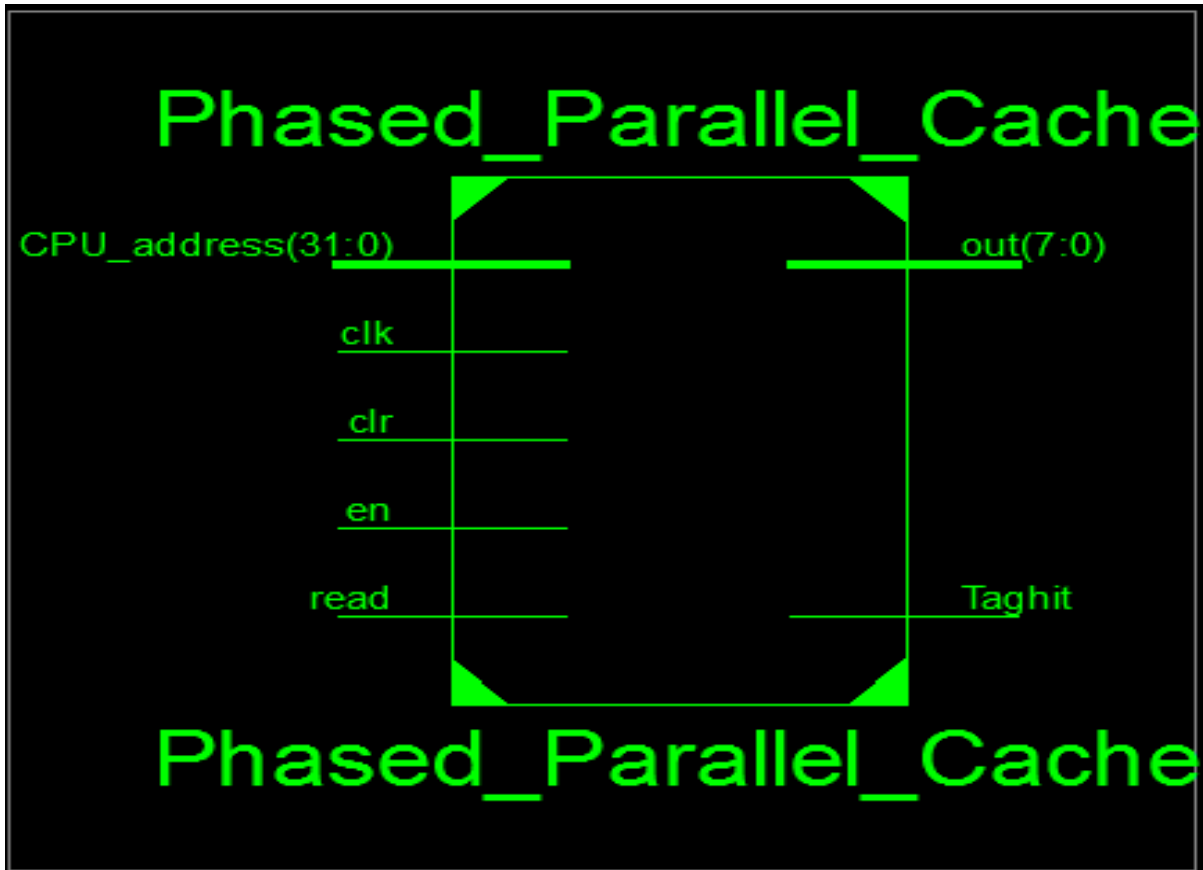 Phased_Parallel_Cache
CPU_address(31:0)
out(7:0)
clk
clr
en
read
Taghit
Phased_Parallel_Cache